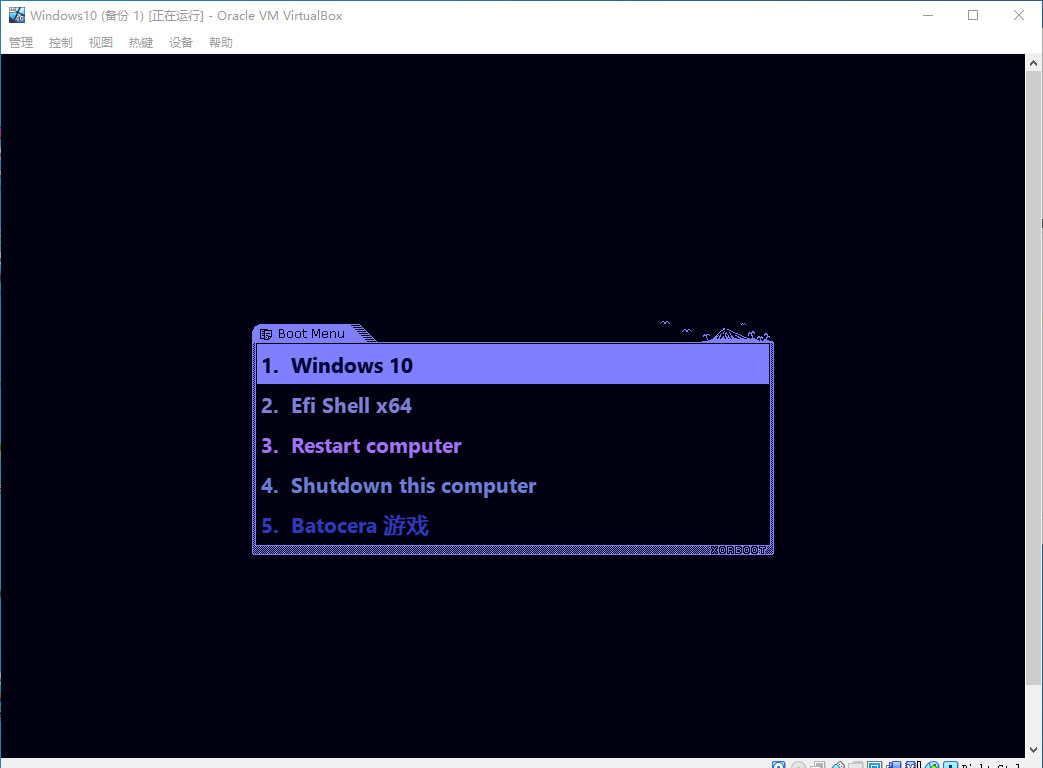 Windows10 (备份 1) [正在运行] - Oracle VM VirtualBox
管理 控制 视图 热键 设备 帮助
Boot Menu
1. Windows 10
2. Efi Shell x64
3. Restart computer
4. Shutdown this computer
5. Batocera 游戏
XORBOOT